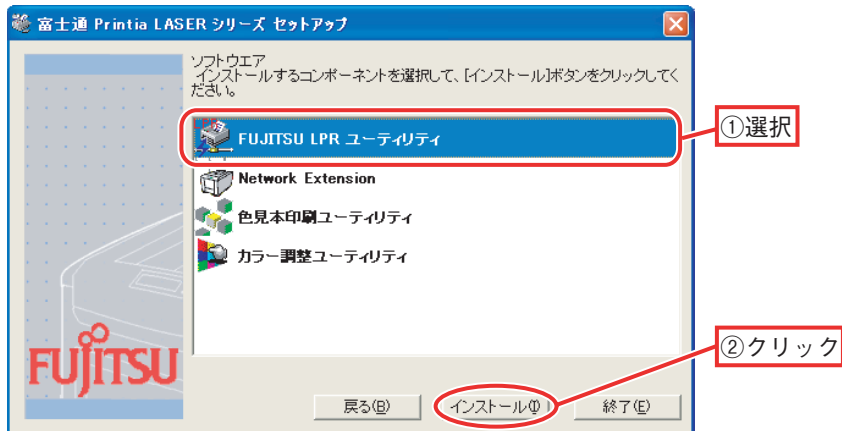 富士通 Printia LASER シリーズ セットアップ
ソフトウエア
インストールするコンポーネントを選択して、[インストール]ボタンをクリックしてく
ださい。
FUJITSU LPR ユーティリティ
①選択
Network Extension
色見本印刷ユーティリティ
カラー調整ユーティリティ
FUJITSU
②クリック
戻る(B)
インストール(I)
終了(E)